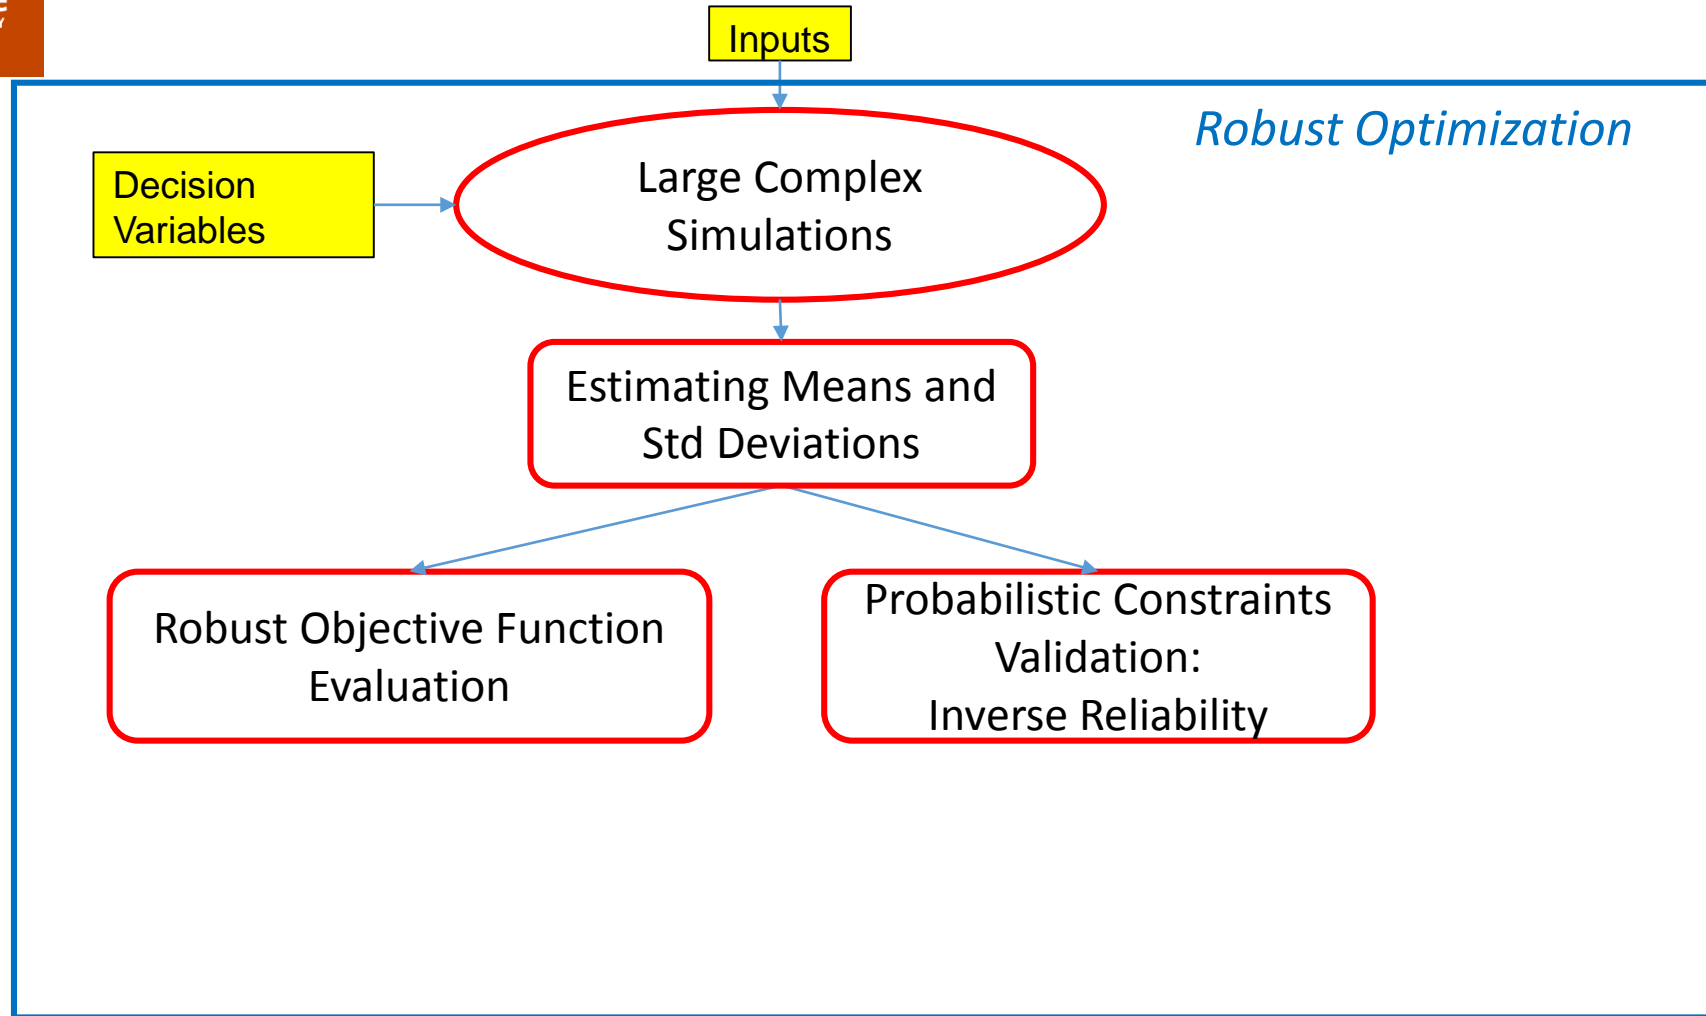 Inputs
Robust Optimization
Decision
Variables
Large Complex
Simulations
Estimating Means and
Std Deviations
Robust Objective Function
Evaluation
Probabilistic Constraints
Validation:
Inverse Reliability